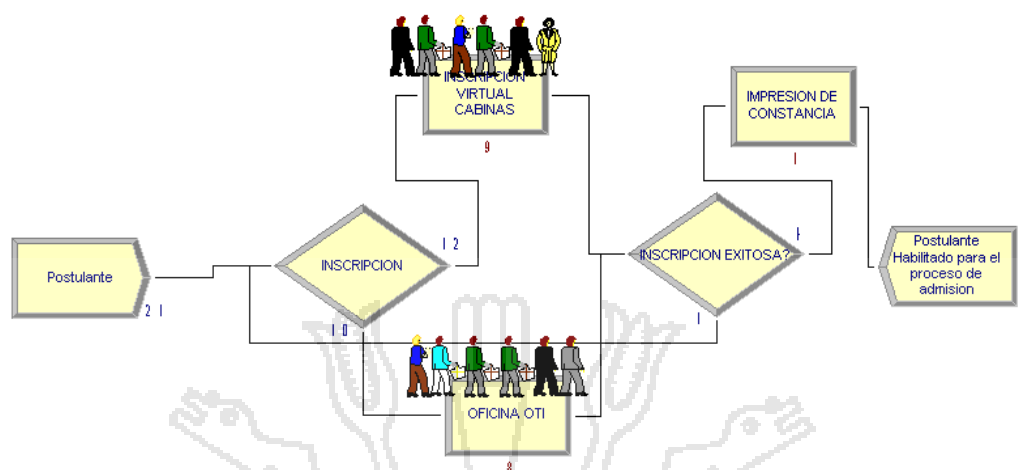 INSCRIPCION
VIRTUAL
CABINAS
9
IMPRESION DE
CONSTANCIA
1
Postulante
2 1
INSCRIPCION
1 2
1 0
INSCRIPCION EXITOSA?
1
Postulante
Habilitado para el
proceso de
admision
OFICINA OTI
8